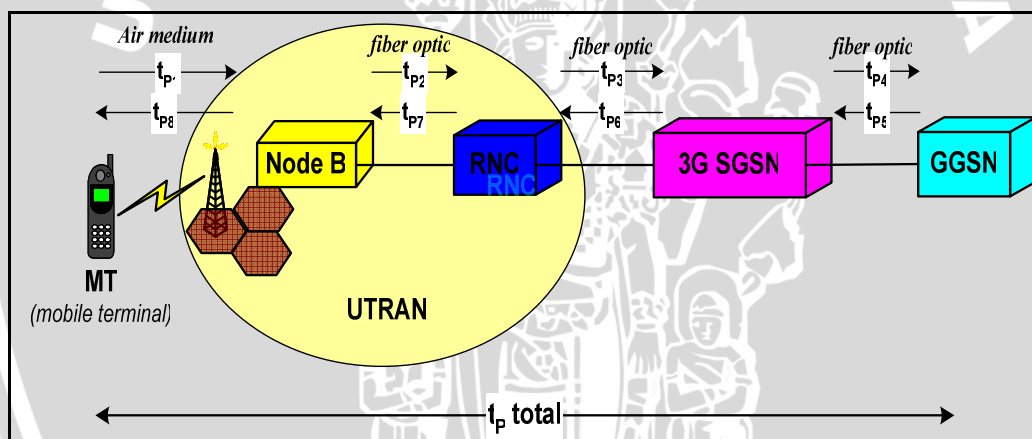 Air medium
fiber optic
fiber optic
fiber optic
tP1
tP2
tP3
tP4
tP8
tP7
tP6
tP5
Node B
RNC
RNC
3G SGSN
GGSN
MT
(mobile terminal)
UTRAN
tP total